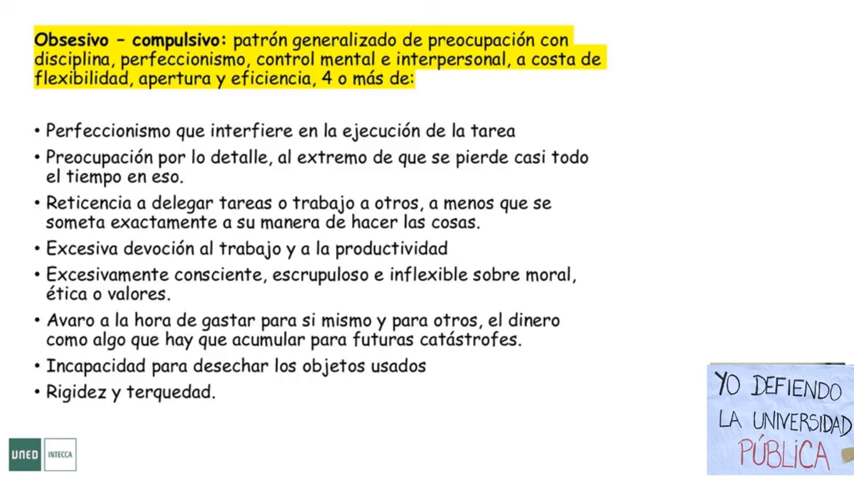 Obsesivo – compulsivo: patrón generalizado de preocupación con
disciplina, perfeccionismo, control mental e interpersonal, a costa de
flexibilidad, apertura y eficiencia, 4 o más de:
• Perfeccionismo que interfiere en la ejecución de la tarea
• Preocupación por lo detalle, al extremo de que se pierde casi todo
el tiempo en eso.
• Reticencia a delegar tareas o trabajo a otros, a menos que se
someta exactamente a su manera de hacer las cosas.
• Excesiva devoción al trabajo y a la productividad
• Excesivamente consciente, escrupuloso e inflexible sobre moral,
ética o valores.
• Avaro a la hora de gastar para si mismo y para otros, el dinero
como algo que hay que acumular para futuras catástrofes.
• Incapacidad para desechar los objetos usados
• Rigidez y terquedad.
YO DEFIENDO
LA UNIVERSIDAD
PÚBLICA
UNED INTECCA